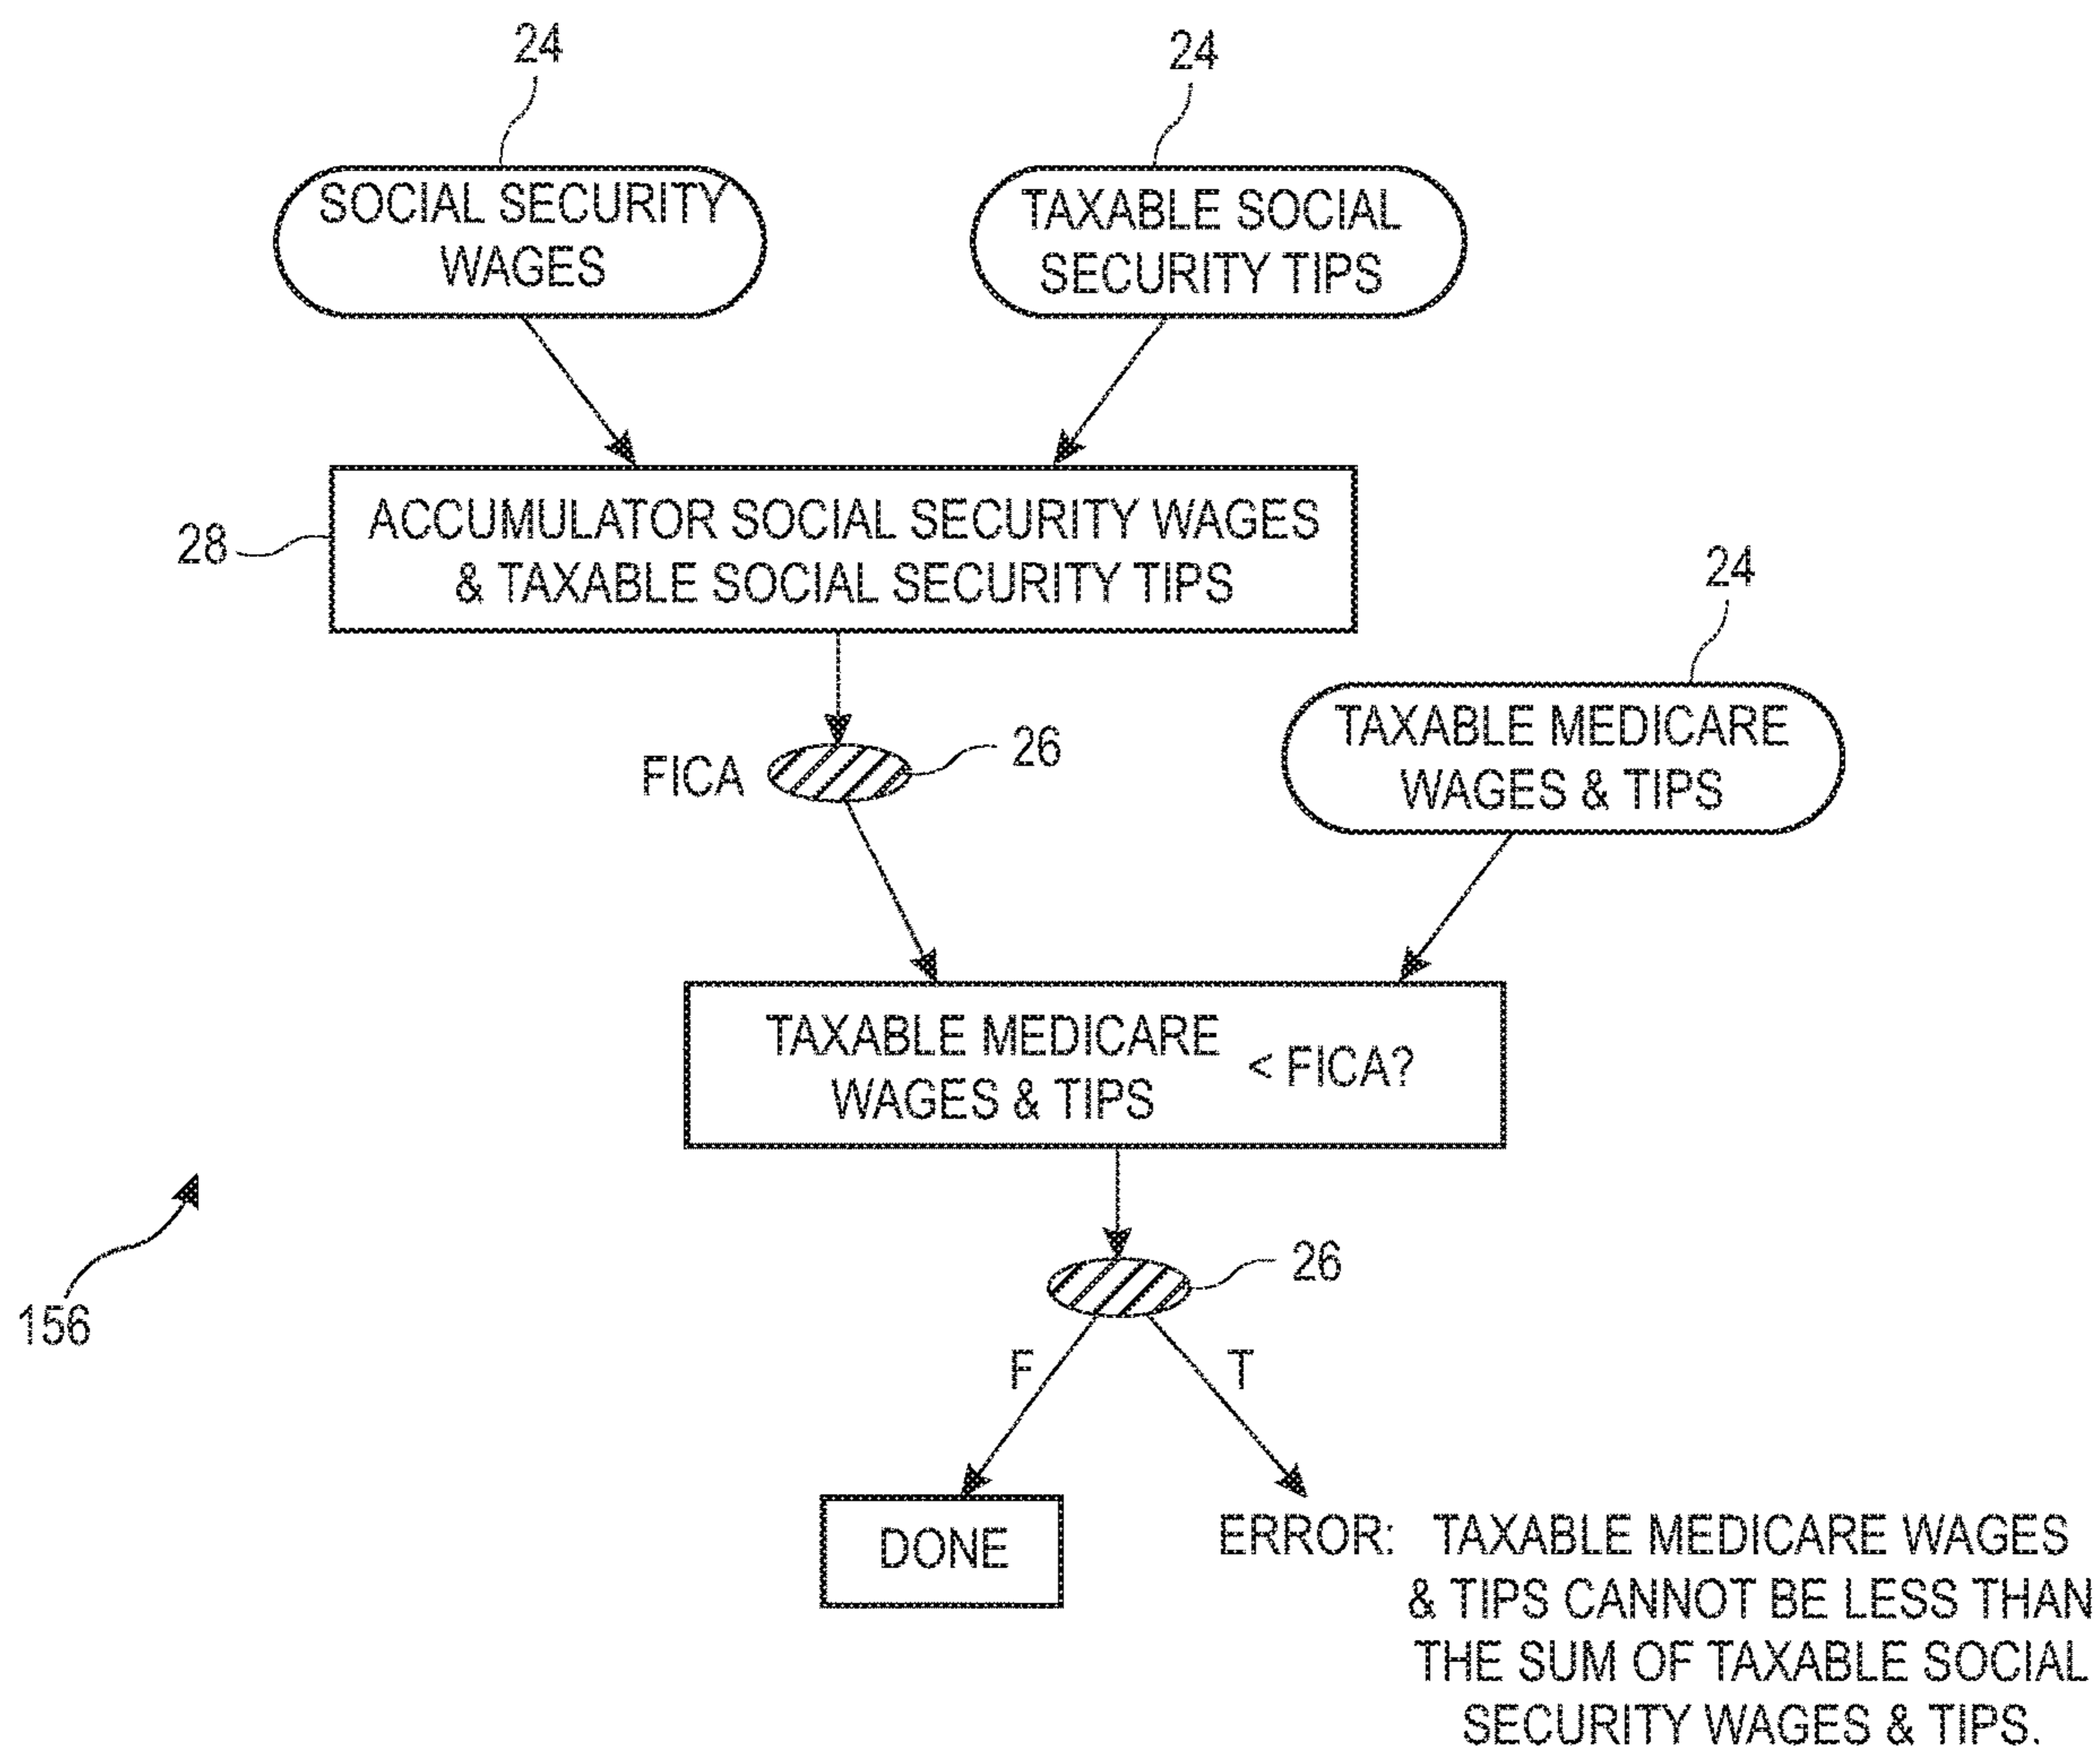 24
24
SOCIAL SECURITY
WAGES
TAXABLE SOCIAL
SECURITY TIPS
28
ACCUMULATOR SOCIAL SECURITY WAGES
& TAXABLE SOCIAL SECURITY TIPS
24
TAXABLE MEDICARE
WAGES & TIPS
FICA
26
TAXABLE MEDICARE
WAGES & TIPS
< FICA?
156
26
F
T
DONE
ERROR: TAXABLE MEDICARE WAGES
& TIPS CANNOT BE LESS THAN
THE SUM OF TAXABLE SOCIAL
SECURITY WAGES & TIPS.